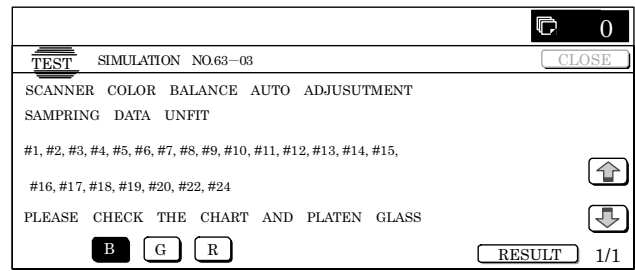 0
TEST SIMULATION NO.63-03 CLOSE
SCANNER COLOR BALANCE AUTO ADJUSUTMENT
SAMPRING DATA UNFIT
#1, #2, #3, #4, #5, #6, #7, #8, #9, #10, #11, #12, #13, #14, #15,
#16, #17, #18, #19, #20, #22, #24
PLEASE CHECK THE CHART AND PLATEN GLASS
B G R RESULT 1/1